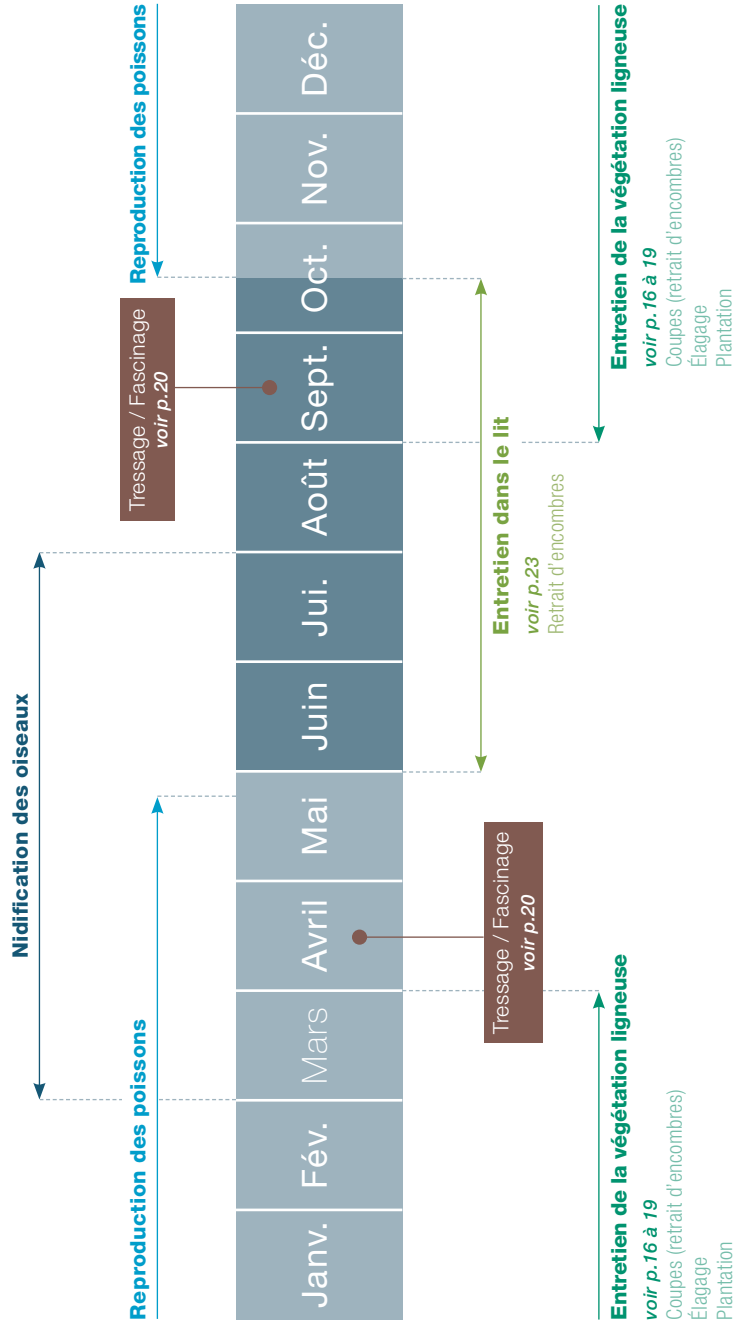 Nidification des oiseaux
Reproduction des poissons
Reproduction des poissons
Tressage / Fascinage
voir p.20
Janv.
Fév.
Mars
Avril
Mai
Juin
Jui.
Août
Sept.
Oct.
Nov.
Déc.
Tressage / Fascinage
voir p.20
Entretien dans le lit
voir p.23
Retrait d'encombres
Entretien de la végétation ligneuse
voir p.16 à 19
Coupes (retrait d'encombres)
Élagage
Plantation
Entretien de la végétation ligneuse
voir p.16 à 19
Coupes (retrait d'encombres)
Élagage
Plantation